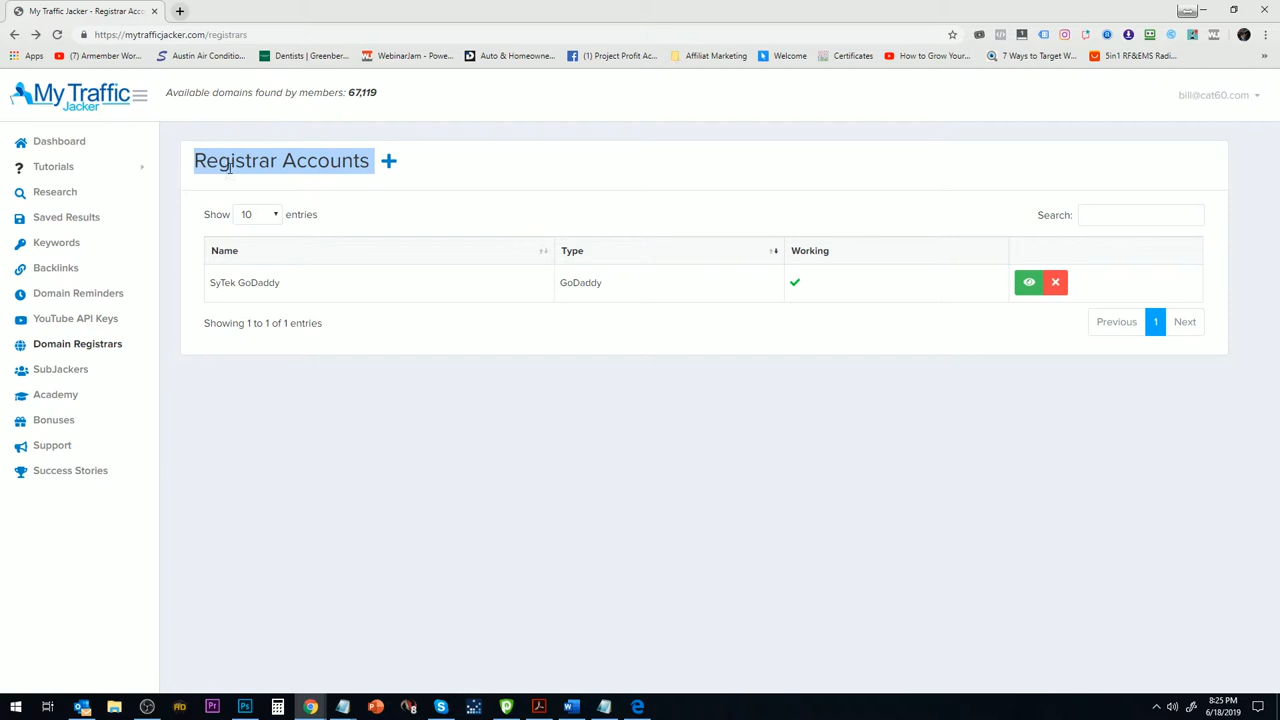 My Traffic Jacker - Registrar Acco
https://mytrafficjacker.com/registrars
Apps
(7) Armember Wor...
Austin Air Conditio...
Dentists | Greenber...
WebinarJam - Powe...
Auto & Homeowne...
(1) Project Profit Ac...
Affiliat Marketing
Welcome
Certificates
How to Grow Your...
7 Ways to Target W...
5in1 RF&EMS Radi...
My Traffic Jacker
Available domains found by members: 67,119
bill@cat60.com
Dashboard
Tutorials
Research
Saved Results
Keywords
Backlinks
Domain Reminders
YouTube API Keys
Domain Registrars
SubJackers
Academy
Bonuses
Support
Success Stories
Registrar Accounts
Show 10 entries
Search:
Name Type Working
SyTek GoDaddy GoDaddy
Showing 1 to 1 of 1 entries
Previous 1 Next
8:25 PM
6/18/2019